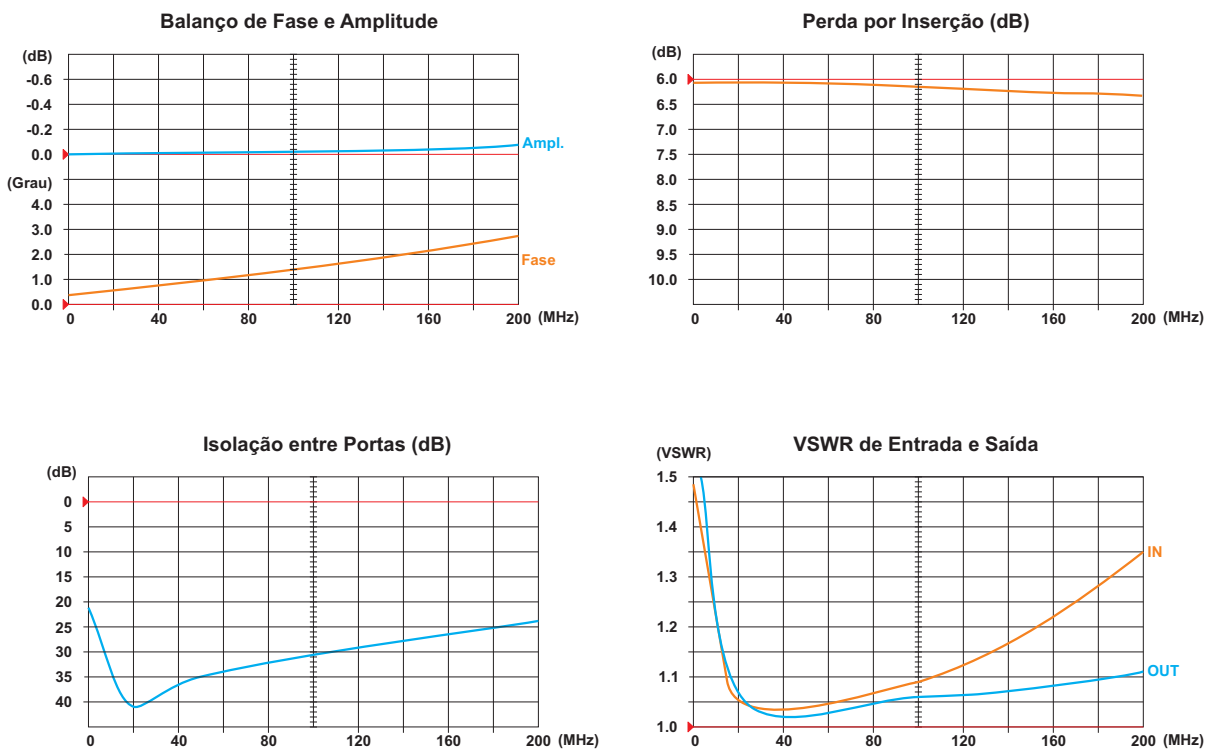 Balanço de Fase e Amplitude
(dB)
-0.6
-0.4
-0.2
0.0
Ampl.
(Grau)
4.0
3.0
2.0
Fase
1.0
0.0
0 40 80 120 160 200 (MHz)
Perda por Inserção (dB)
(dB)
6.0
6.5
7.0
7.5
8.0
8.5
9.0
9.5
10.0
0 40 80 120 160 200 (MHz)
Isolação entre Portas (dB)
(dB)
0
5
10
15
20
25
30
35
40
0 40 80 120 160 200 (MHz)
VSWR de Entrada e Saída
(VSWR)
1.5
1.4
IN
1.3
1.2
1.1
OUT
1.0
0 40 80 120 160 200 (MHz)